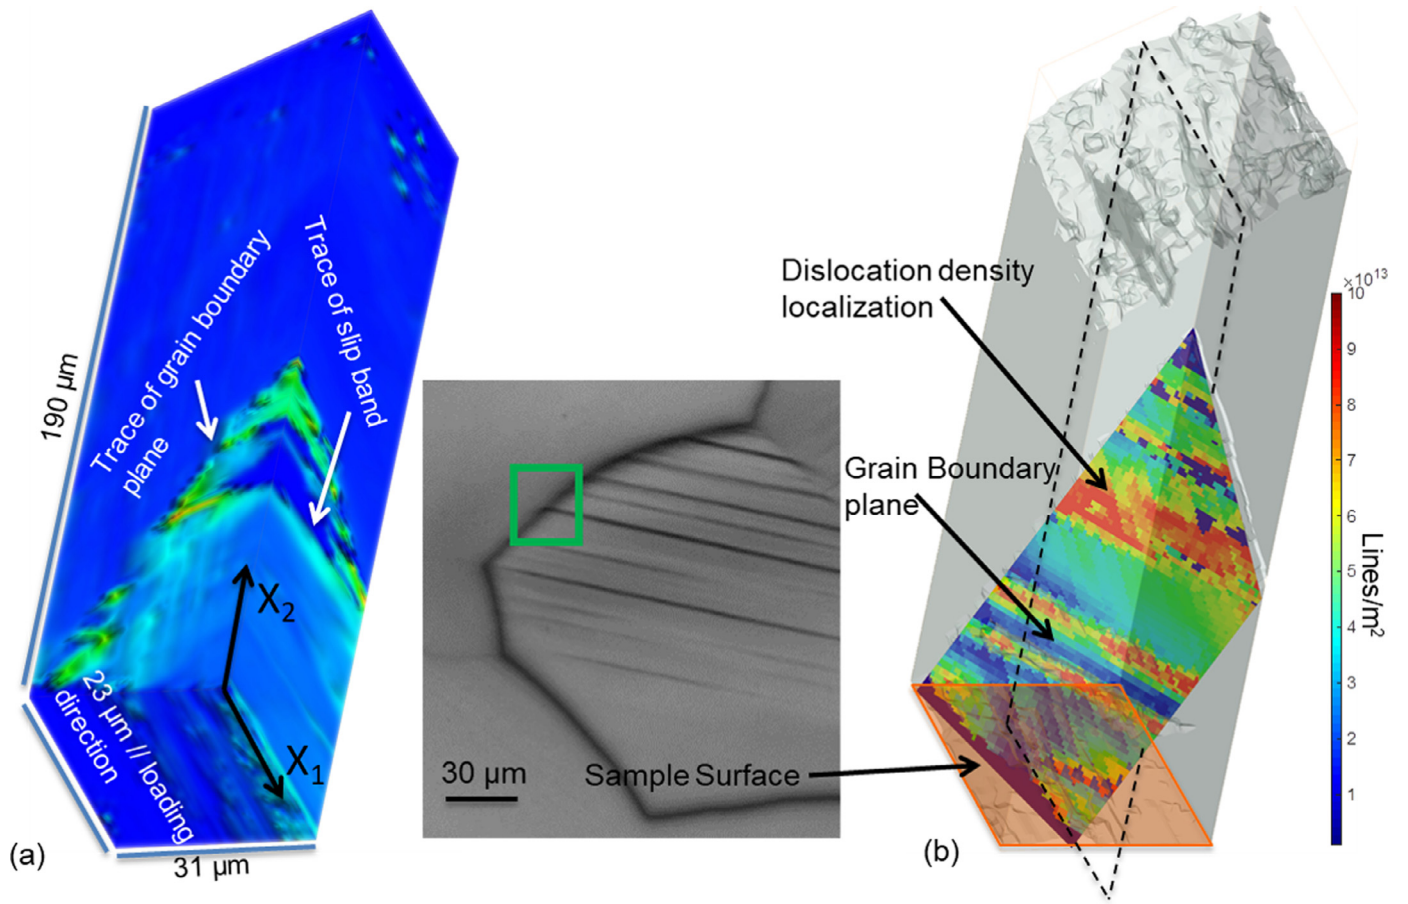 190 µm
Trace of grain boundary
plane
Trace of slip band
X2
X1
23 µm // loading
direction
31 µm
(a)
30 µm
Sample Surface
Dislocation density
localization
Grain Boundary
plane
(b)
×10¹³
10
9
8
7
6
5
4
3
2
1
Lines/m²